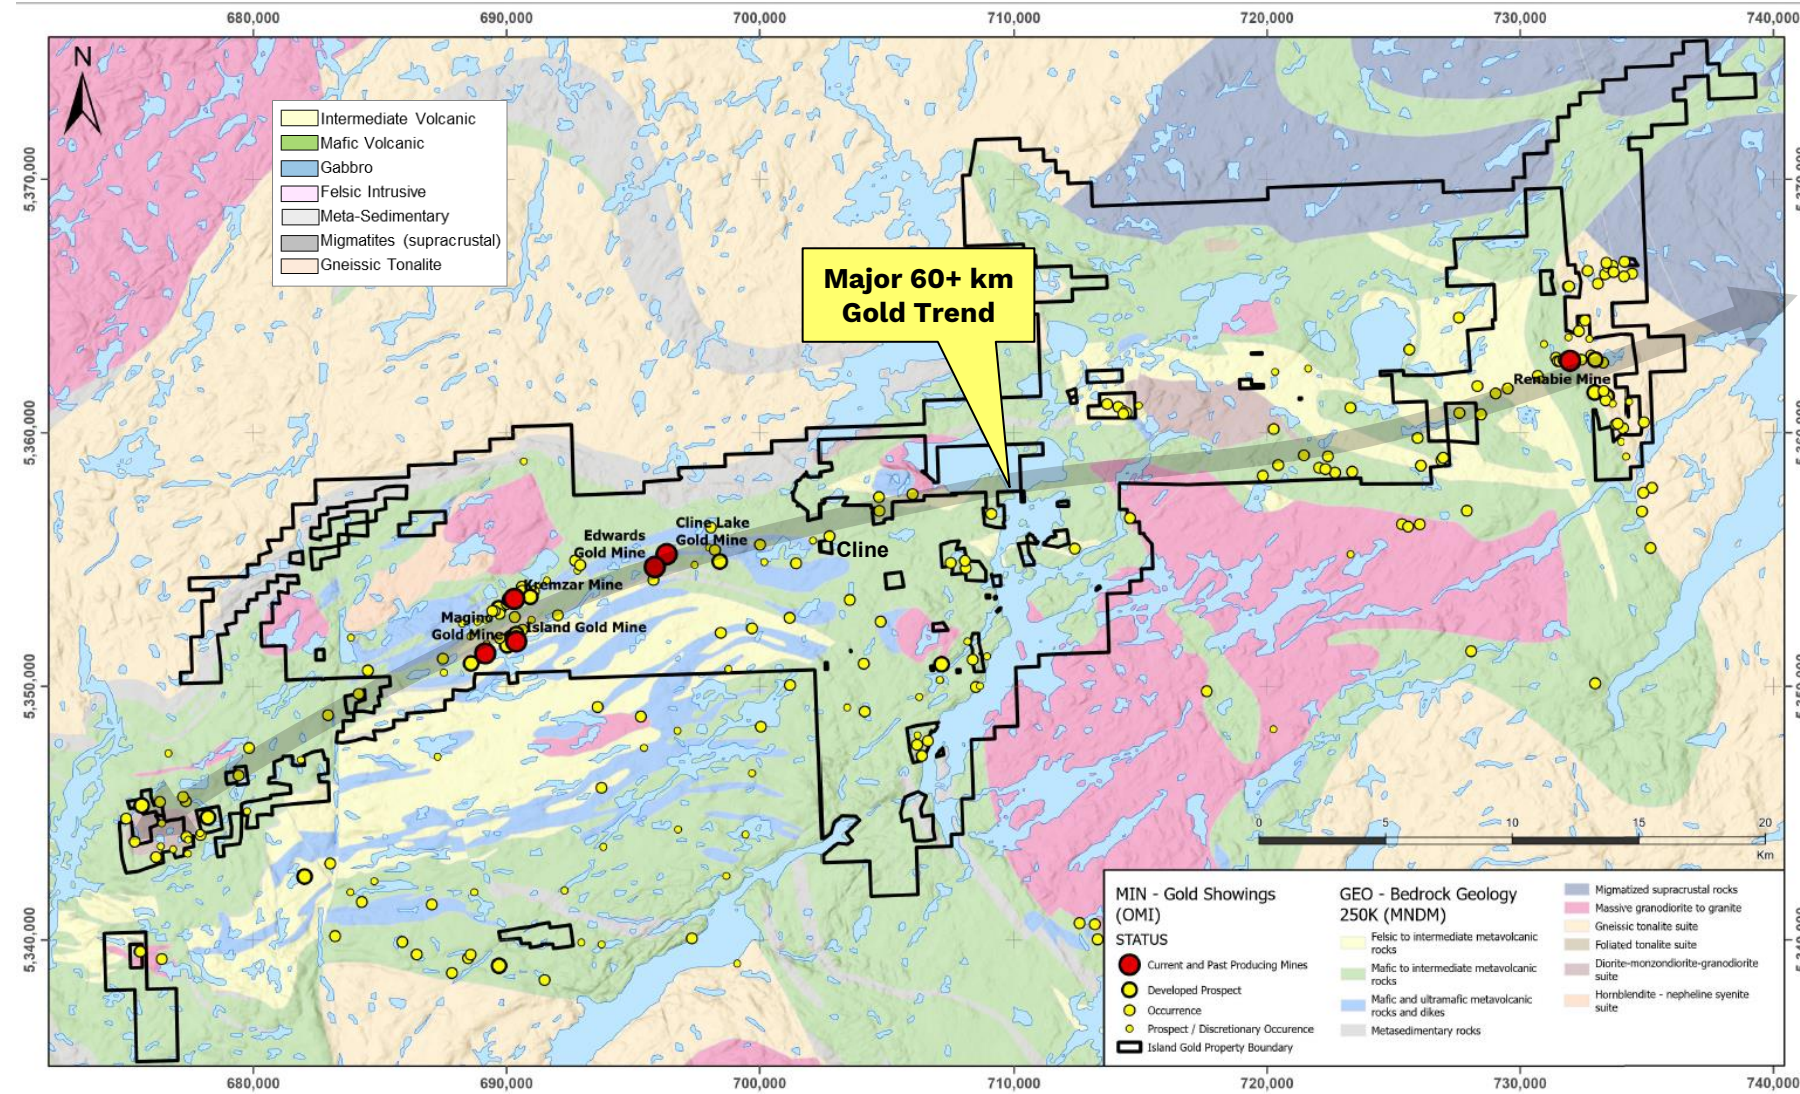 680,000
690,000
700,000
710,000
720,000
730,000
740,000
N
Intermediate Volcanic
Mafic Volcanic
Gabbro
Felsic Intrusive
Meta-Sedimentary
Migmatites (supracrustal)
Gneissic Tonalite
5,370,000
5,360,000
5,350,000
5,340,000
Major 60+ km
Gold Trend
Renabie Mine
Cline Lake
Gold Mine
Edwards
Gold Mine
Cline
Kremzar Mine
Magino
Gold Mine
Island Gold Mine
0
5
10
15
20
Km
MIN - Gold Showings
(OMI)
STATUS
Current and Past Producing Mines
Developed Prospect
Occurrence
Prospect / Discretionary Occurence
Island Gold Property Boundary
GEO - Bedrock Geology
250K (MNDM)
Felsic to intermediate metavolcanic
rocks
Mafic to intermediate metavolcanic
rocks
Mafic and ultramafic metavolcanic
rocks and dikes
Metasedimentary rocks
Migmatized supracrustal rocks
Massive granodiorite to granite
Gneissic tonalite suite
Foliated tonalite suite
Diorite-monzondiorite-granodiorite
suite
Hornblendite - nepheline syenite
suite
680,000
690,000
700,000
710,000
720,000
730,000
740,000